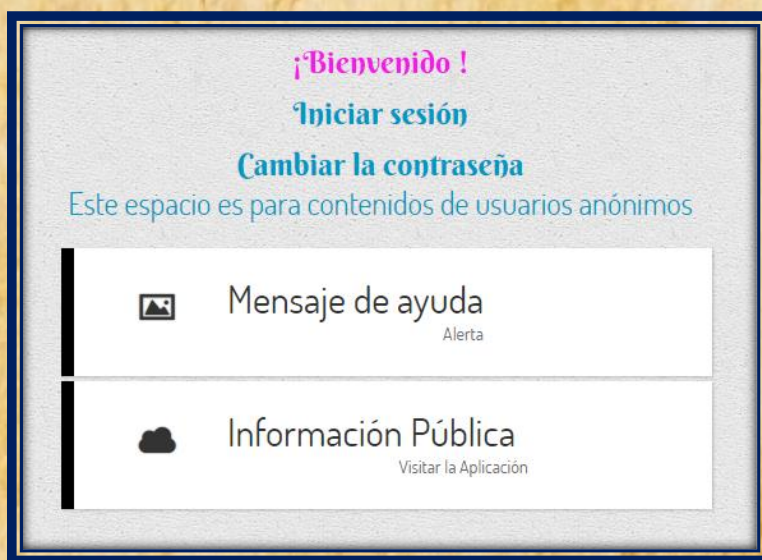 ¡Bienvenido !
Iniciar sesión
Cambiar la contraseña
Este espacio es para contenidos de usuarios anónimos
Mensaje de ayuda
Alerta
Información Pública
Visitar la Aplicación